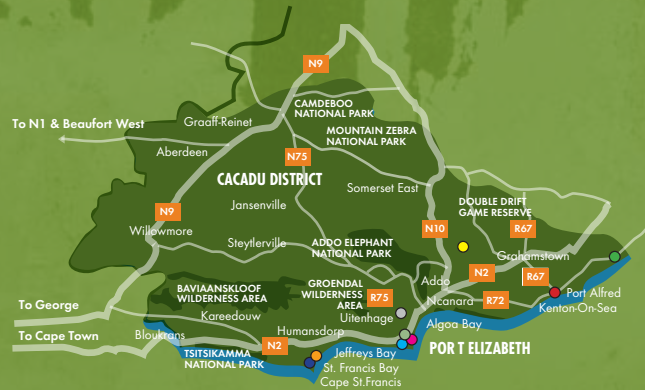 N9
CAMDEBOO
NATIONAL PARK
To N1 & Beaufort West
Graaff-Reinet
MOUNTAIN ZEBRA
NATIONAL PARK
Aberdeen
N75
CACADU DISTRICT
Somerset East
Jansenville
DOUBLE DRIFT
GAME RESERVE
N9
Willowmore
N10
R67
Steytlerville
ADDO ELEPHANT
NATIONAL PARK
Grahamstown
N2
R67
Addo
BAVIAANSKLOOF
WILDERNESS AREA
GROENDAL
WILDERNESS
AREA
R75
Ncanara
R72
Port Alfred
Kenton-On-Sea
To George
Kareedouw
Uitenhage
Algoa Bay
To Cape Town
Bloukrans
Humansdorp
N2
POR T ELIZABETH
TSITSIKAMMA
NATIONAL PARK
Jeffreys Bay
St. Francis Bay
Cape St.Francis